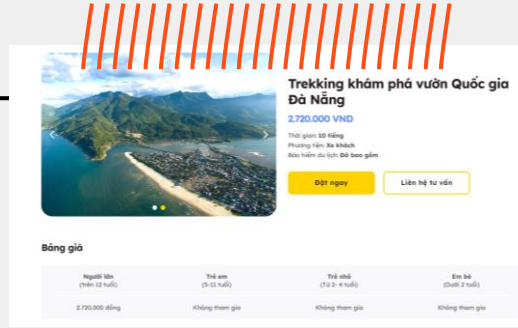 Trekking khám phá vườn Quốc gia
Đà Nẵng
2.720.000 VND
Thời gian: 10 tiếng
Phương tiện: Xe khách
Bảo hiểm du lịch: Đã bao gồm
Đặt ngay
Liên hệ tư vấn
Bảng giá
Người lớn
(trên 12 tuổi)
Trẻ em
(5-11 tuổi)
Trẻ nhỏ
(Từ 2- 4 tuổi)
Em bé
(Dưới 2 tuổi)
2.720.000 đồng
Không tham gia
Không tham gia
Không tham gia